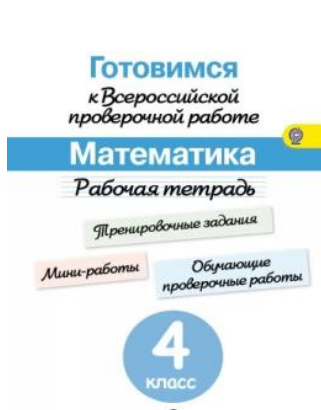 Готовимся
к Всероссийской
проверочной работе
Математика
Рабочая тетрадь
Тренировочные задания
Мини-работы
Обучающие
проверочные работы
4
класс